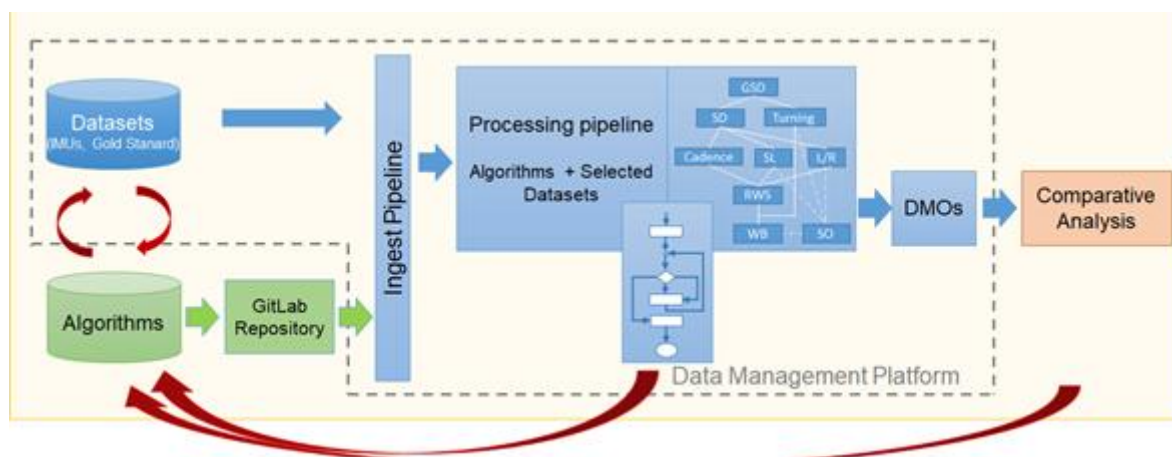 Datasets
(IMUs, Gold Stanard)
Algorithms
GitLab
Repository
Ingest Pipeline
Processing pipeline
Algorithms + Selected
Datasets
GSD
SD
Turning
Cadence
SL
L/R
RWS
WB
SO
DMOs
Comparative
Analysis
Data Management Platform